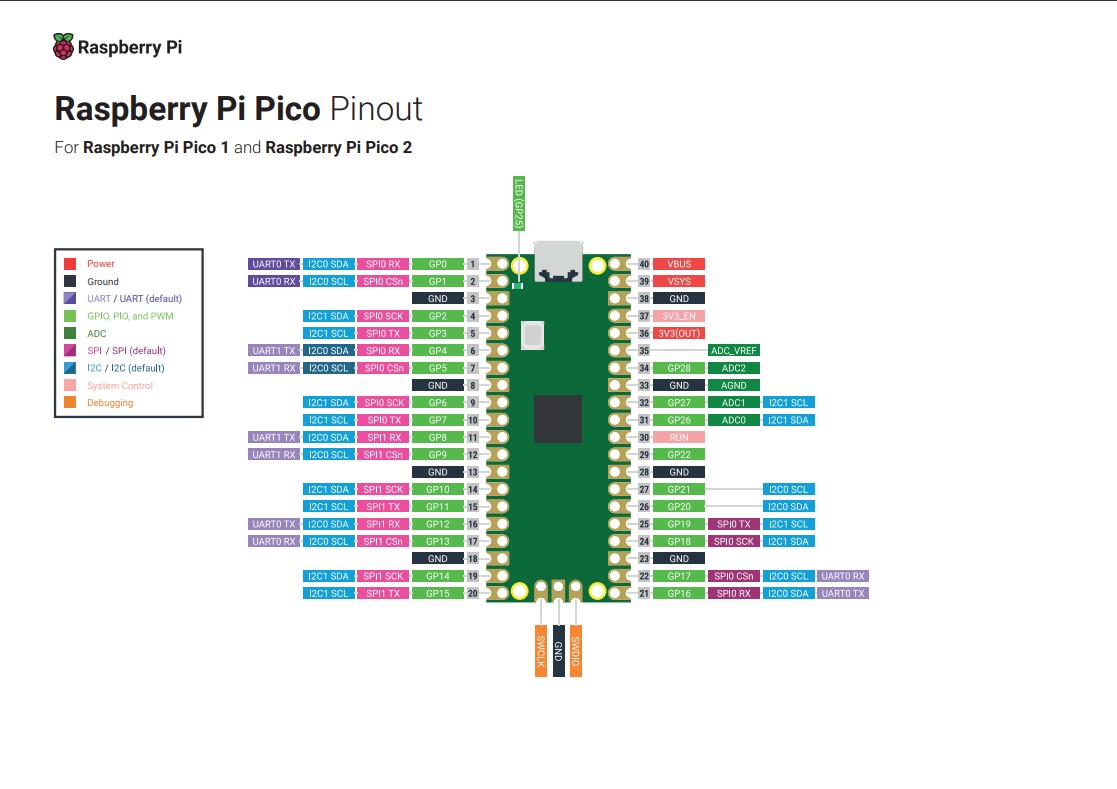 Raspberry Pi
Raspberry Pi Pico Pinout
For Raspberry Pi Pico 1 and Raspberry Pi Pico 2
LED (GP25)
Power
Ground
UART / UART (default)
GPIO, PIO, and PWM
ADC
SPI / SPI (default)
I2C / I2C (default)
System Control
Debugging
UART0 TX I2C0 SDA SPI0 RX GP0 1 40 VBUS
UART0 RX I2C0 SCL SPI0 CSn GP1 2 39 VSYS
GND 3 38 GND
I2C1 SDA SPI0 SCK GP2 4 37 3V3_EN
I2C1 SCL SPI0 TX GP3 5 36 3V3(OUT)
UART1 TX I2C0 SDA SPI0 RX GP4 6 35 ADC_VREF
UART1 RX I2C0 SCL SPI0 CSn GP5 7 34 GP28 ADC2
GND 8 33 GND AGND
I2C1 SDA SPI0 SCK GP6 9 32 GP27 ADC1 I2C1 SCL
I2C1 SCL SPI0 TX GP7 10 31 GP26 ADC0 I2C1 SDA
UART1 TX I2C0 SDA SPI1 RX GP8 11 30 RUN
UART1 RX I2C0 SCL SPI1 CSn GP9 12 29 GP22
GND 13 28 GND
I2C1 SDA SPI1 SCK GP10 14 27 GP21 I2C0 SCL
I2C1 SCL SPI1 TX GP11 15 26 GP20 I2C0 SDA
UART0 TX I2C0 SDA SPI1 RX GP12 16 25 GP19 SPI0 TX I2C1 SCL
UART0 RX I2C0 SCL SPI1 CSn GP13 17 24 GP18 SPI0 SCK I2C1 SDA
GND 18 23 GND
I2C1 SDA SPI1 SCK GP14 19 22 GP17 SPI0 CSn I2C0 SCL UART0 RX
I2C1 SCL SPI1 TX GP15 20 21 GP16 SPI0 RX I2C0 SDA UART0 TX
SWCLK
GND
SWDIO